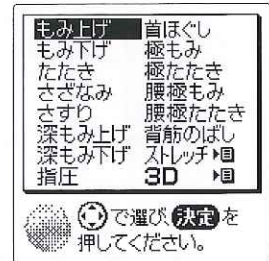 もみ上げ 首ほぐし
もみ下げ 極もみ
たたき 極たたき
さざなみ 腰極もみ
さすり 腰極たたき
深もみ上げ 背筋のばし
深もみ下げ ストレッチ
指圧 3D
で選び、決定を
押してください。